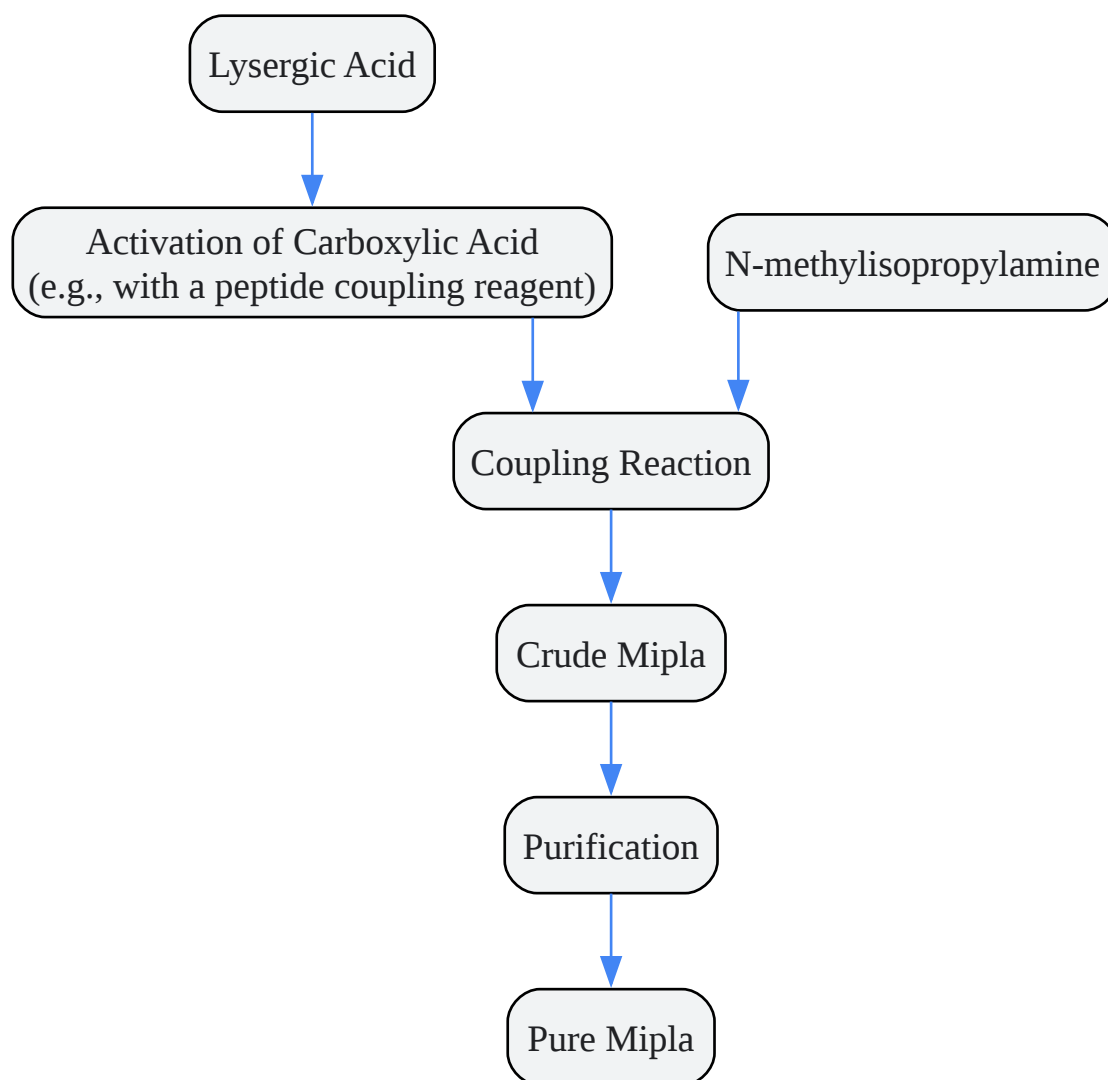 Lysergic Acid
Activation of Carboxylic Acid
(e.g., with a peptide coupling reagent)
N-methylisopropylamine
Coupling Reaction
Crude Mipla
Purification
Pure Mipla